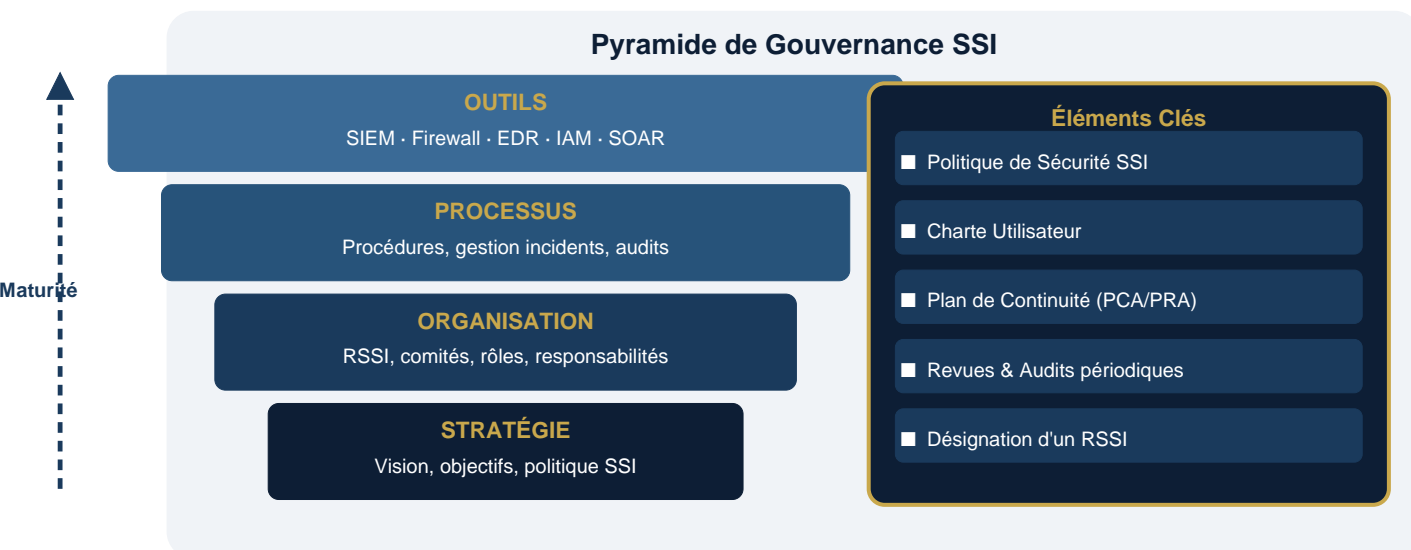 Pyramide de Gouvernance SSI
OUTILS
SIEM · Firewall · EDR · IAM · SOAR
PROCESSUS
Procédures, gestion incidents, audits
Maturité
ORGANISATION
RSSI, comités, rôles, responsabilités
STRATÉGIE
Vision, objectifs, politique SSI
Éléments Clés
Politique de Sécurité SSI
Charte Utilisateur
Plan de Continuité (PCA/PRA)
Revues & Audits périodiques
Désignation d'un RSSI